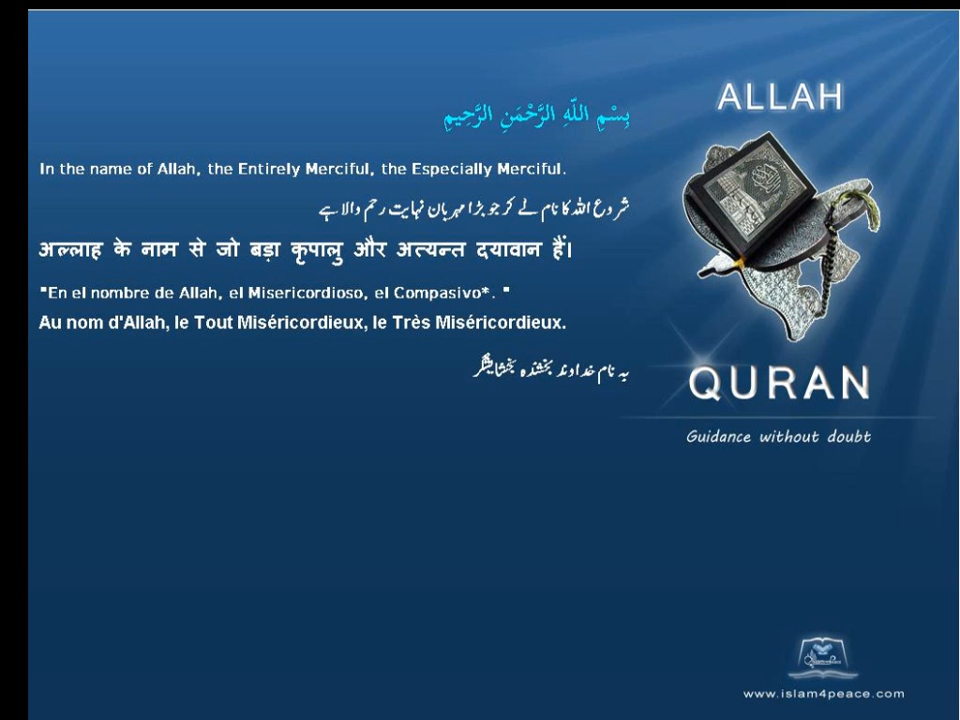 بِسْمِ اللَّهِ الرَّحْمَنِ الرَّحِيمِ
In the name of Allah, the Entirely Merciful, the Especially Merciful.
شروع الله کا نام لے کر جو بڑا مہربان نہایت رحم والا ہے
अल्लाह के नाम से जो बड़ा कृपालु और अत्यन्त दयावान हैं।
"En el nombre de Allah, el Misericordioso, el Compasivo*. "
Au nom d'Allah, le Tout Miséricordieux, le Très Miséricordieux.
به نام خداوند بخشنده بخشایشگر
ALLAH
QURAN
Guidance without doubt
www.islam4peace.com